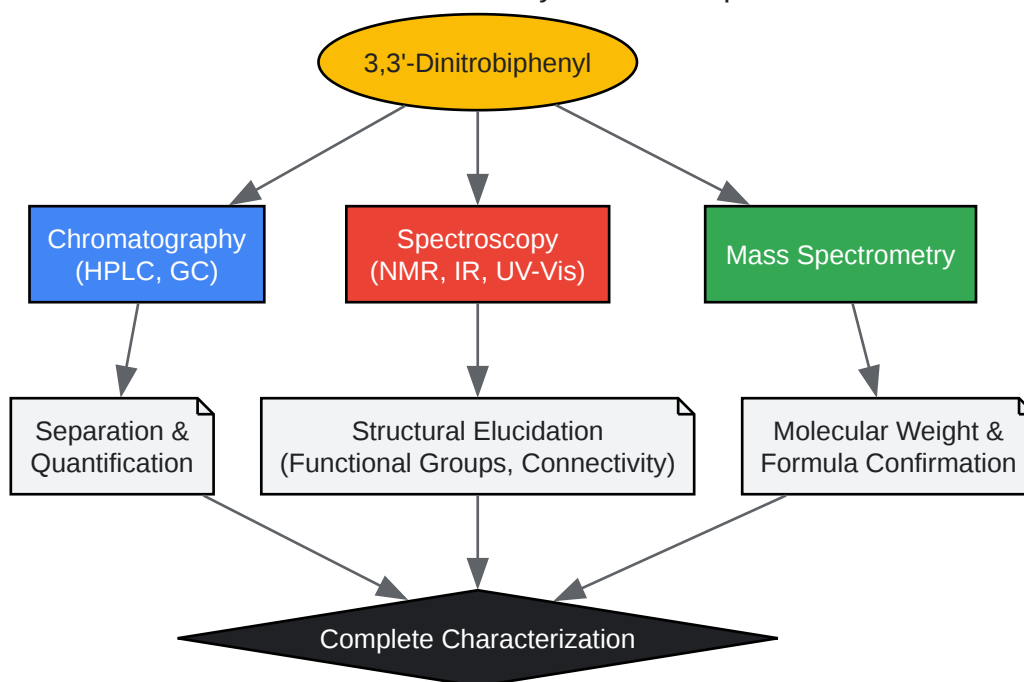 3,3'-Dinitrobiphenyl
Chromatography
(HPLC, GC)
Spectroscopy
(NMR, IR, UV-Vis)
Mass Spectrometry
Separation &
Quantification
Structural Elucidation
(Functional Groups, Connectivity)
Molecular Weight &
Formula Confirmation
Complete Characterization